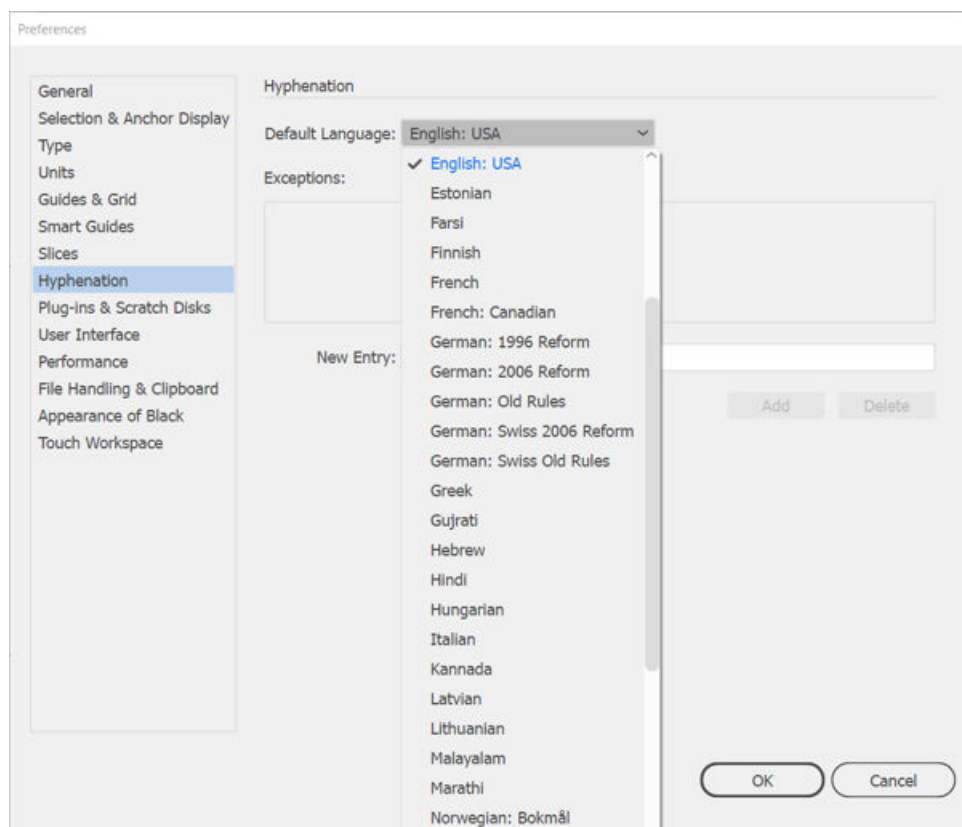 Preferences
General
Selection & Anchor Display
Type
Units
Guides & Grid
Smart Guides
Slices
Hyphenation
Plug-ins & Scratch Disks
User Interface
Performance
File Handling & Clipboard
Appearance of Black
Touch Workspace
Hyphenation
Default Language: English: USA
Exceptions:
New Entry:
English: USA
Estonian
Farsi
Finnish
French
French: Canadian
German: 1996 Reform
German: 2006 Reform
German: Old Rules
German: Swiss 2006 Reform
German: Swiss Old Rules
Greek
Gujrati
Hebrew
Hindi
Hungarian
Italian
Kannada
Latvian
Lithuanian
Malayalam
Marathi
Norwegian: Bokmål
Add Delete
OK Cancel